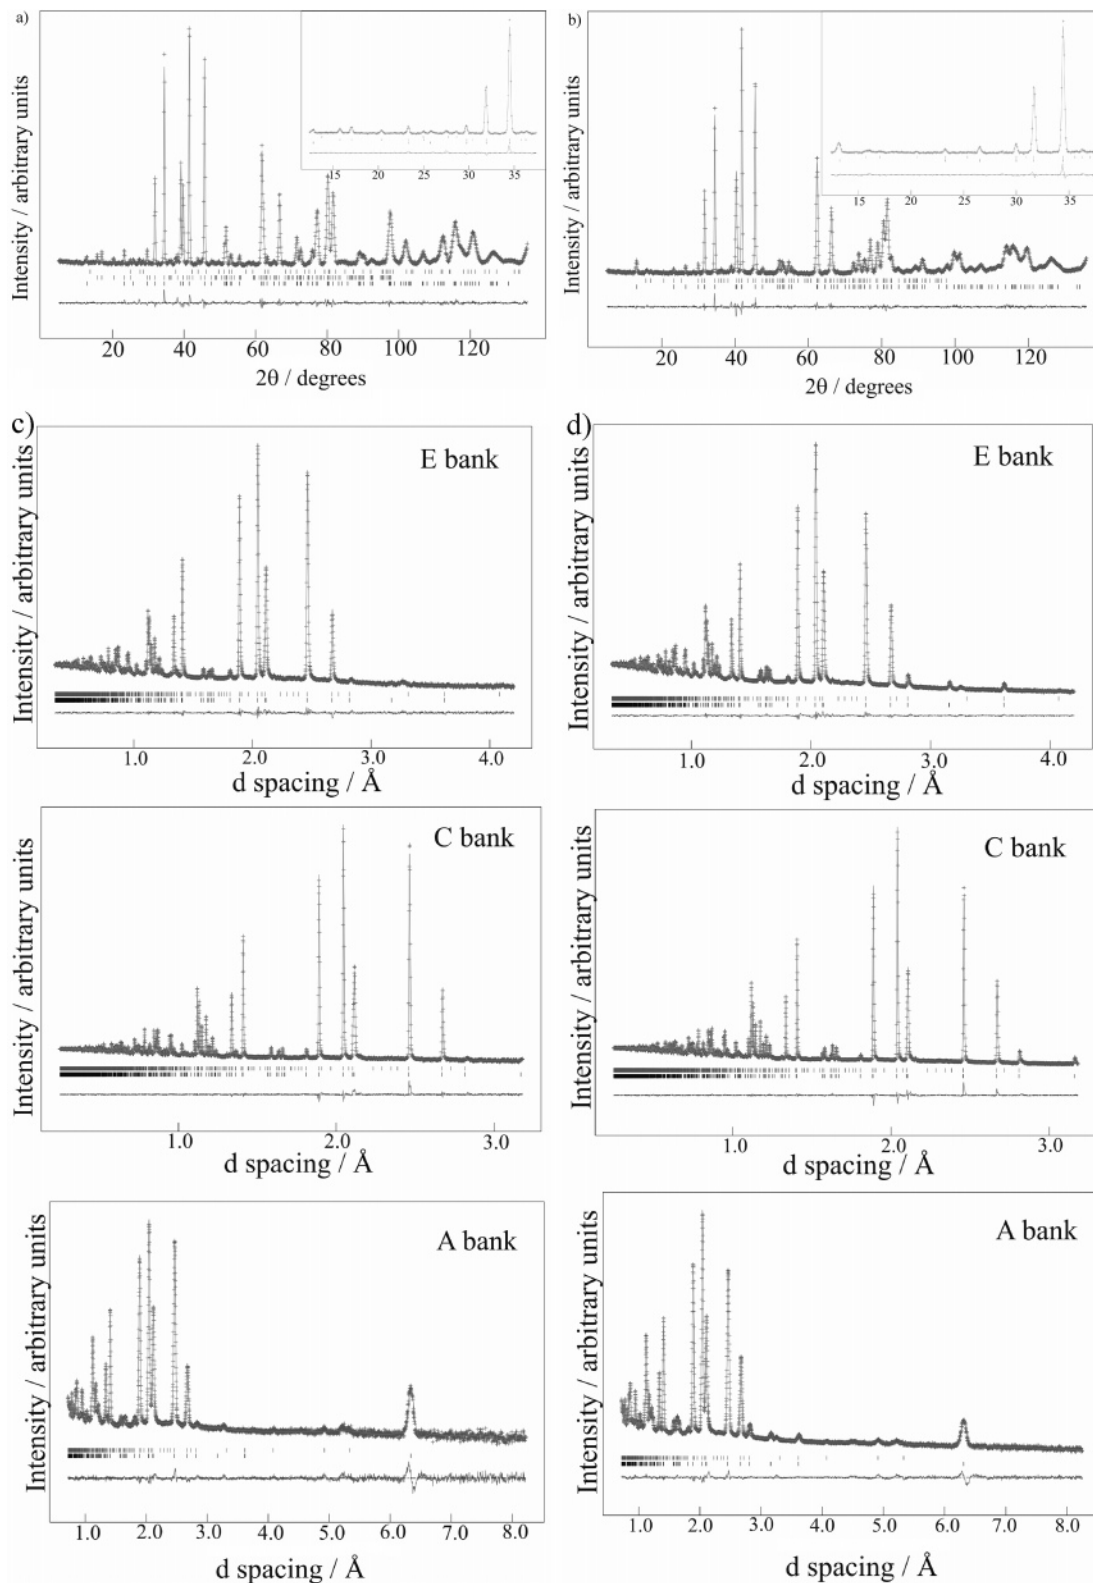 a)
Intensity / arbitrary units
15 20 25 30 35
20 40 60 80 100 120
2θ / degrees
b)
Intensity / arbitrary units
15 20 25 30 35
20 40 60 80 100 120
2θ / degrees
c)
E bank
Intensity / arbitrary units
1.0 2.0 3.0 4.0
d spacing / Å
d)
E bank
Intensity / arbitrary units
1.0 2.0 3.0 4.0
d spacing / Å
C bank
Intensity / arbitrary units
1.0 2.0 3.0
d spacing / Å
C bank
Intensity / arbitrary units
1.0 2.0 3.0
d spacing / Å
A bank
Intensity / arbitrary units
1.0 2.0 3.0 4.0 5.0 6.0 7.0 8.0
d spacing / Å
A bank
Intensity / arbitrary units
1.0 2.0 3.0 4.0 5.0 6.0 7.0 8.0
d spacing / Å